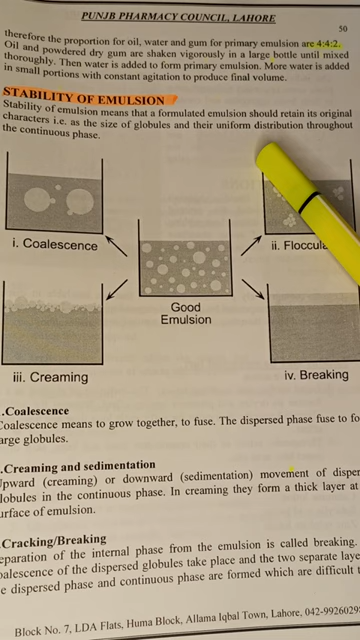 PUNJB PHARMACY COUNCIL, LAHORE
50
therefore the proportion for oil, water and gum for primary emulsion are 4:4:2.
Oil and powdered dry gum are shaken vigorously in a large bottle until mixed
thoroughly. Then water is added to form primary emulsion. More water is added
in small portions with constant agitation to produce final volume.
STABILITY OF EMULSION
Stability of emulsion means that a formulated emulsion should retain its original
characters i.e. as the size of globules and their uniform distribution throughout
the continuous phase.
i. Coalescence
ii. Floccula
Good
Emulsion
iii. Creaming
iv. Breaking
.Coalescence
Coalescence means to grow together, to fuse. The dispersed phase fuse to fo
arge globules.
.Creaming and sedimentation
Upward (creaming) or downward (sedimentation) movement of disper
lobules in the continuous phase. In creaming they form a thick layer at
urface of emulsion.
.Cracking/Breaking
eparation of the internal phase from the emulsion is called breaking.
oalescence of the dispersed globules take place and the two separate laye
e dispersed phase and continuous phase are formed which are difficult t
Block No. 7, LDA Flats, Huma Block, Allama Iqbal Town, Lahore, 042-9926029